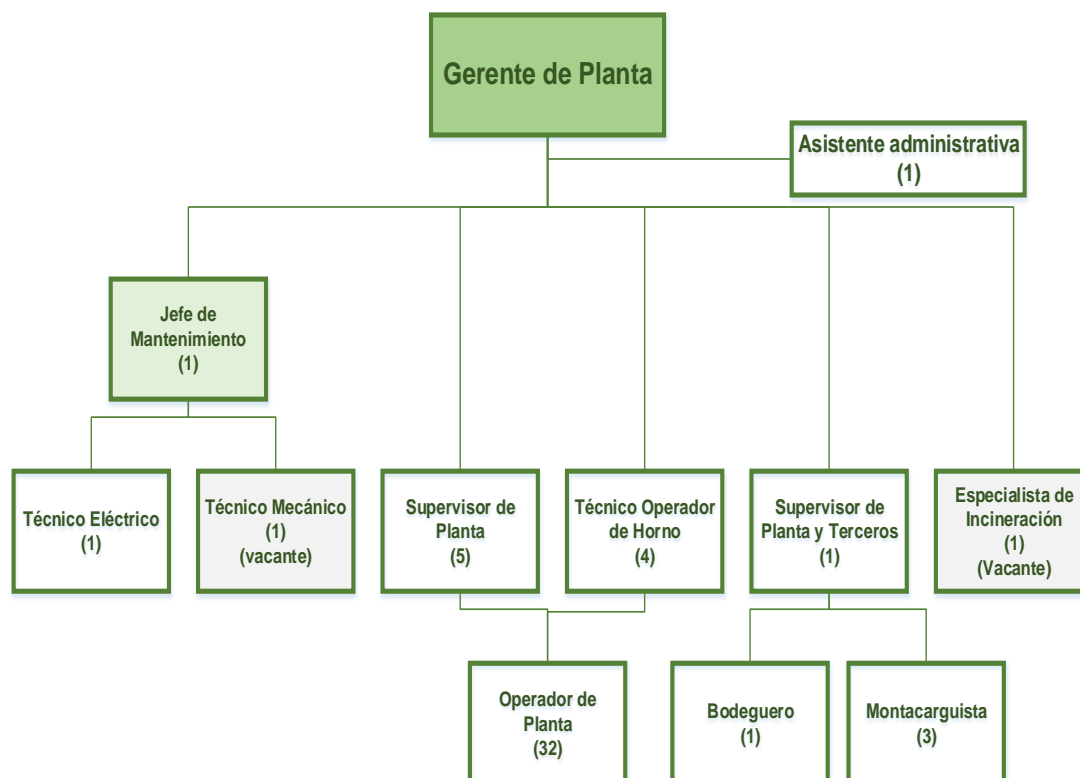 Gerente de Planta
Asistente administrativa
(1)
Jefe de
Mantenimiento
(1)
Técnico Eléctrico
(1)
Técnico Mecánico
(1)
(vacante)
Supervisor de
Planta
(5)
Técnico Operador
de Horno
(4)
Supervisor de
Planta y Terceros
(1)
Especialista de
Incineración
(1)
(Vacante)
Operador de
Planta
(32)
Bodeguero
(1)
Montacarguista
(3)